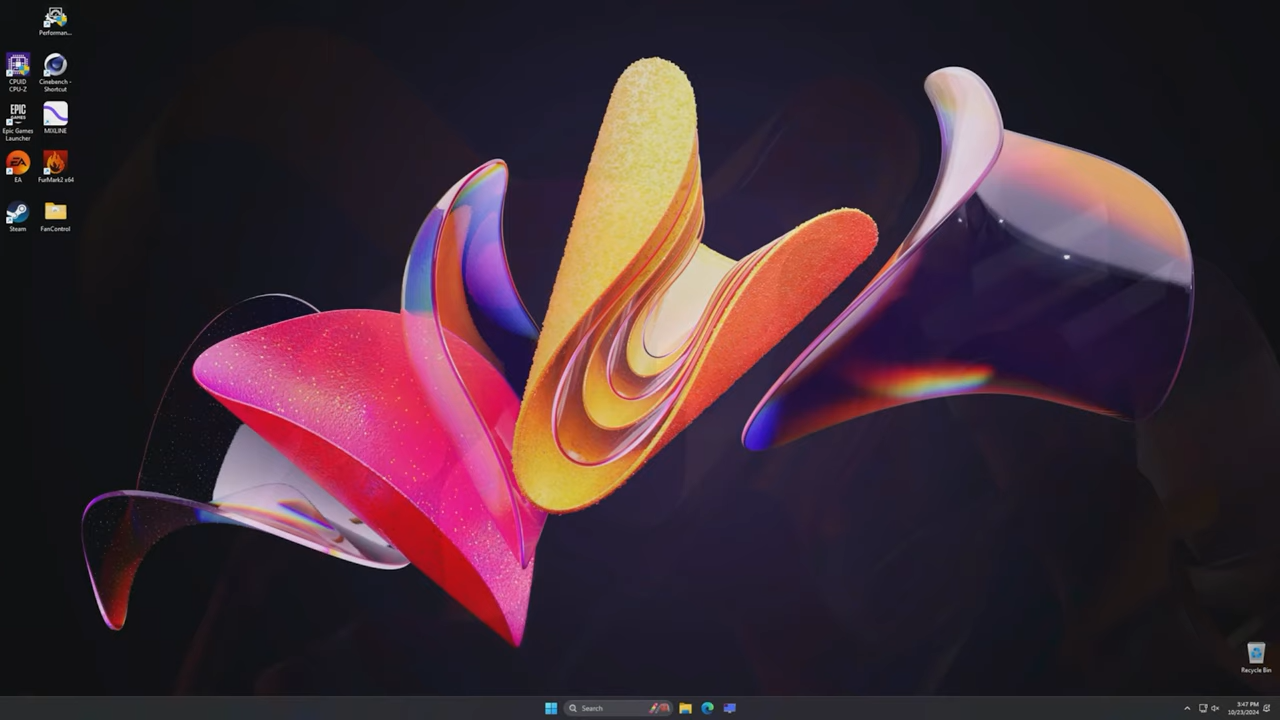 Performan...
CPUID
CPU-Z
Cinebench -
Shortcut
EPIC
GAMES
Epic Games
Launcher
MIXLINE
EA
EA
FurMark2 x64
Steam
FanControl
Recycle Bin
Search
3:47 PM
10/23/2024